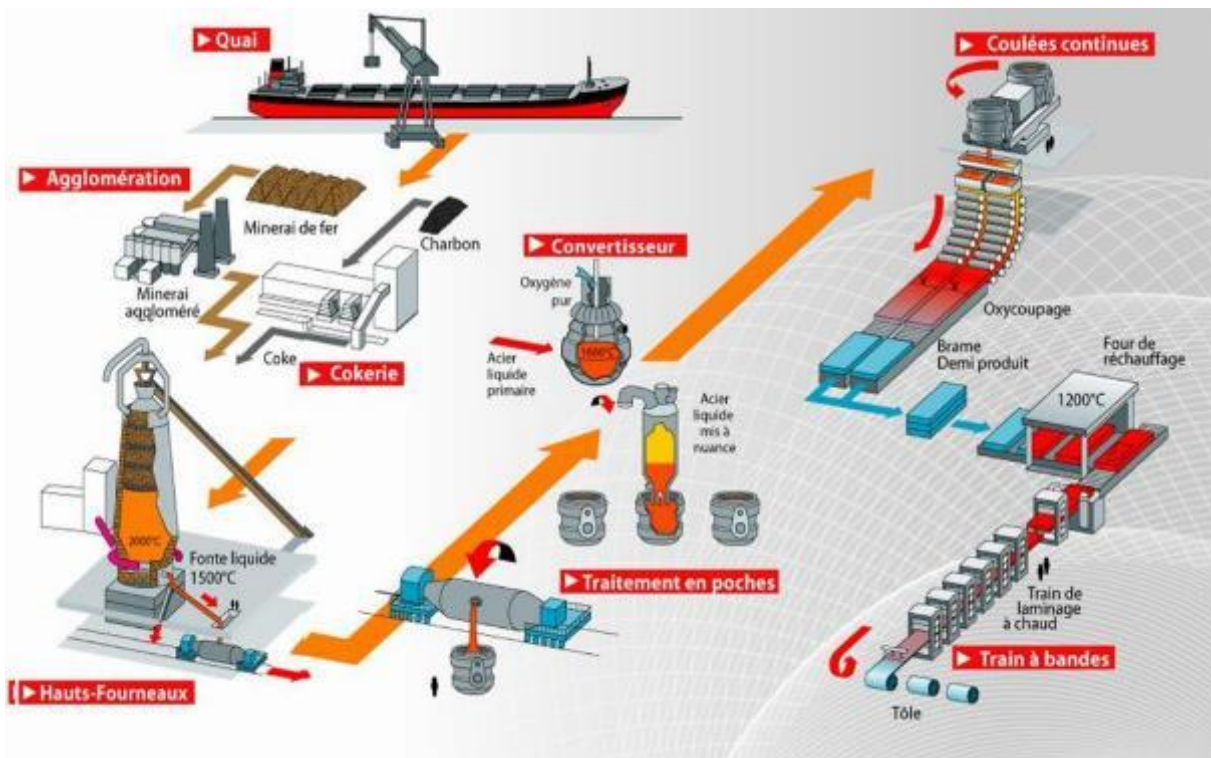 Quai
Agglomération
Minerai de fer
Charbon
Minerai
aggloméré
Coke
Cokerie
2000°C
Fonte liquide
1500°C
Hauts-Fourneaux
Convertisseur
Oxygène
pur
1600°C
Acier
liquide
primaire
Acier
liquide
mis à
nuance
Traitement en poches
Coulées continues
Oxycoupage
Brame
Demi produit
Four de
réchauffage
1200°C
Train de
laminage
à chaud
Train à bandes
Tôle